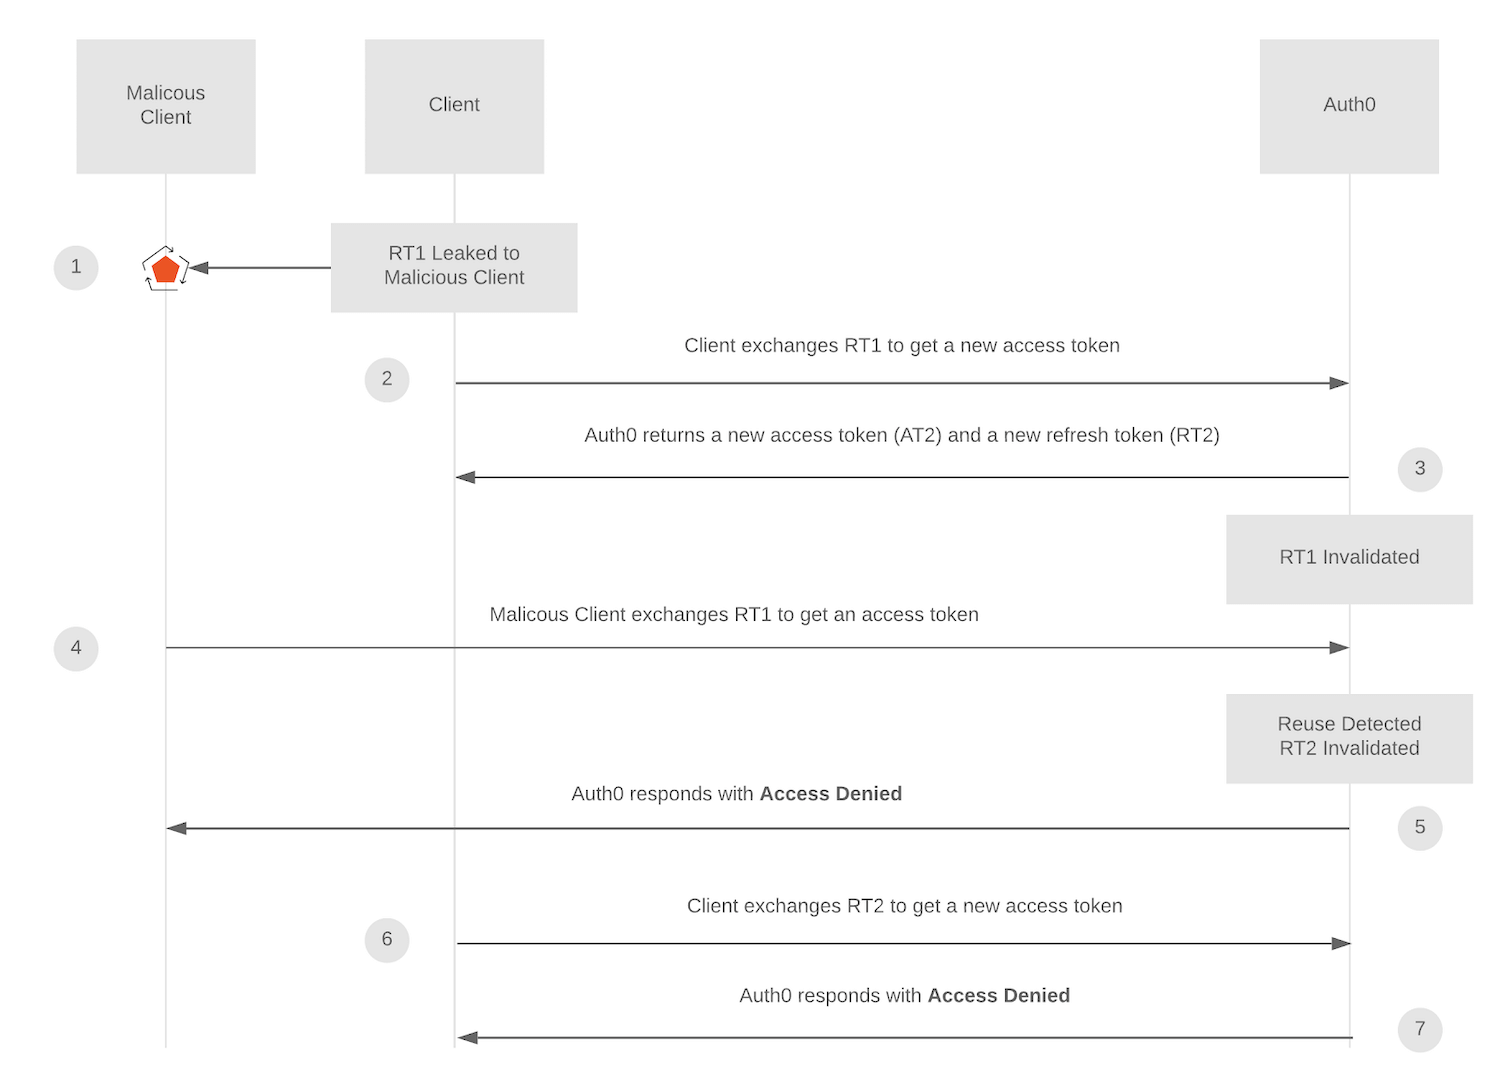 Malicous
Client
Client
Auth0
1
RT1 Leaked to
Malicious Client
Client exchanges RT1 to get a new access token
2
Auth0 returns a new access token (AT2) and a new refresh token (RT2)
3
RT1 Invalidated
Malicous Client exchanges RT1 to get an access token
4
Reuse Detected
RT2 Invalidated
Auth0 responds with Access Denied
5
Client exchanges RT2 to get a new access token
6
Auth0 responds with Access Denied
7